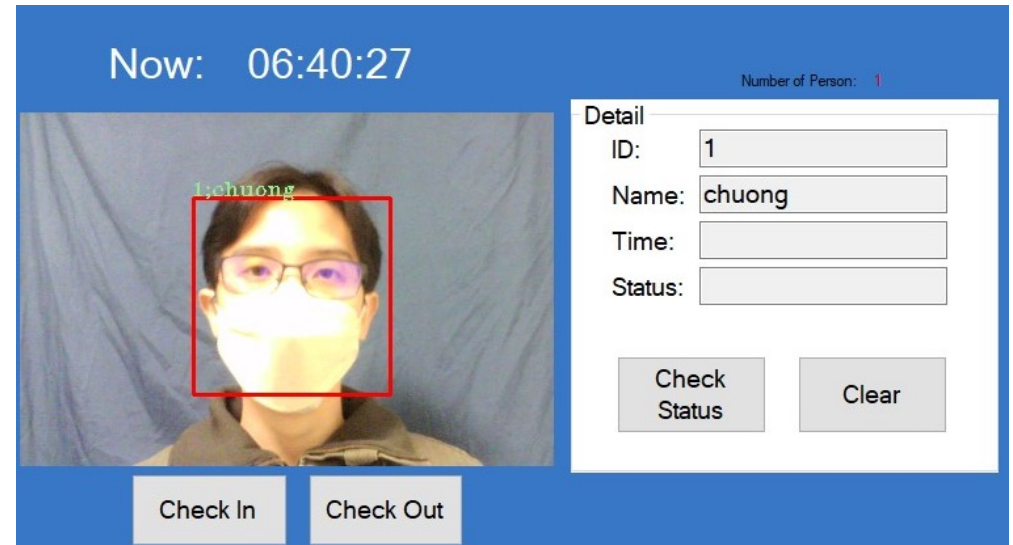 Now: 06:40:27
Number of Person: 1
1;chuong
Detail
ID: 1
Name: chuong
Time:
Status:
Check
Status
Clear
Check In
Check Out